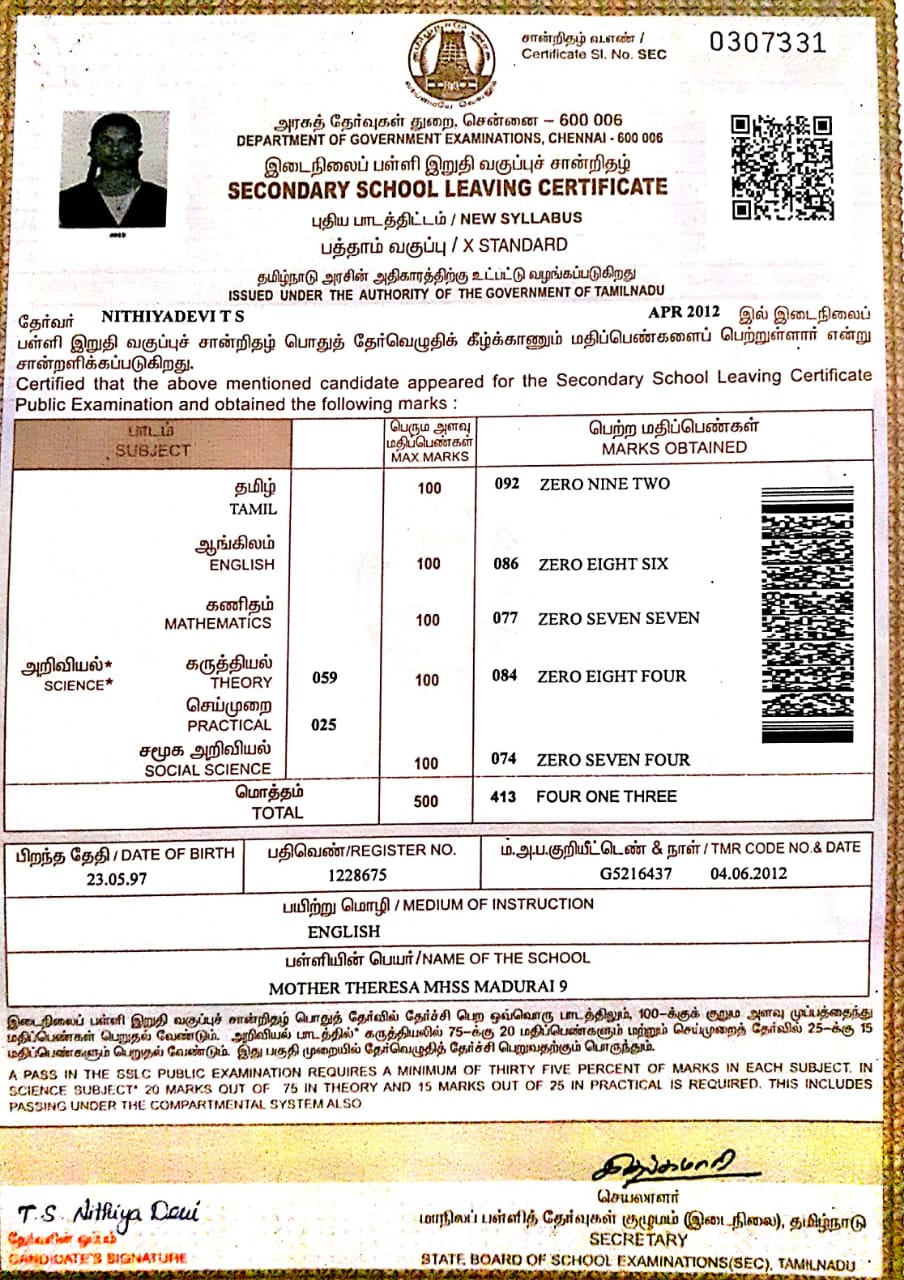 சான்றிதழ் வ.எண் /
Certificate Sl. No. SEC
0307331
அரசுத் தேர்வுகள் துறை, சென்னை – 600 006
DEPARTMENT OF GOVERNMENT EXAMINATIONS, CHENNAI - 600 006
இடைநிலைப் பள்ளி இறுதி வகுப்புச் சான்றிதழ்
SECONDARY SCHOOL LEAVING CERTIFICATE
புதிய பாடத்திட்டம் / NEW SYLLABUS
பத்தாம் வகுப்பு / X STANDARD
தமிழ்நாடு அரசின் அதிகாரத்திற்கு உட்பட்டு வழங்கப்படுகிறது
ISSUED UNDER THE AUTHORITY OF THE GOVERNMENT OF TAMILNADU
தேர்வர் NITHIYADEVI T S APR 2012 இல் இடைநிலைப்
பள்ளி இறுதி வகுப்புச் சான்றிதழ் பொதுத் தேர்வெழுதிக் கீழ்க்காணும் மதிப்பெண்களைப் பெற்றுள்ளார் என்று
சான்றளிக்கப்படுகிறது.
Certified that the above mentioned candidate appeared for the Secondary School Leaving Certificate
Public Examination and obtained the following marks :
பாடம்
SUBJECT
பெரும அளவு
மதிப்பெண்கள்
MAX.MARKS
பெற்ற மதிப்பெண்கள்
MARKS OBTAINED
தமிழ்
TAMIL 100 092 ZERO NINE TWO
ஆங்கிலம்
ENGLISH 100 086 ZERO EIGHT SIX
கணிதம்
MATHEMATICS 100 077 ZERO SEVEN SEVEN
அறிவியல்* கருத்தியல்
SCIENCE* THEORY 059 100 084 ZERO EIGHT FOUR
செய்முறை
PRACTICAL 025
சமூக அறிவியல்
SOCIAL SCIENCE 100 074 ZERO SEVEN FOUR
மொத்தம்
TOTAL 500 413 FOUR ONE THREE
பிறந்த தேதி / DATE OF BIRTH
23.05.97
பதிவெண்/REGISTER NO.
1228675
ம.அ.ப.குறியீட்டெண் & நாள் / TMR CODE NO.& DATE
G5216437 04.06.2012
பயிற்று மொழி / MEDIUM OF INSTRUCTION
ENGLISH
பள்ளியின் பெயர்/NAME OF THE SCHOOL
MOTHER THERESA MHSS MADURAI 9
இடைநிலைப் பள்ளி இறுதி வகுப்புச் சான்றிதழ் பொதுத் தேர்வில் தேர்ச்சி பெற ஒவ்வொரு பாடத்திலும், 100-க்குக் குறும அளவு முப்பத்தைந்து
மதிப்பெண்கள் பெறுதல் வேண்டும். அறிவியல் பாடத்தில்* கருத்தியலில் 75-க்கு 20 மதிப்பெண்களும் மற்றும் செய்முறைத் தேர்வில் 25-க்கு 15
மதிப்பெண்களும் பெறுதல் வேண்டும். இது பகுதி முறையில் தேர்வெழுதித் தேர்ச்சி பெறுவதற்கும் பொருந்தும்.
A PASS IN THE SSLC PUBLIC EXAMINATION REQUIRES A MINIMUM OF THIRTY FIVE PERCENT OF MARKS IN EACH SUBJECT. IN
SCIENCE SUBJECT* 20 MARKS OUT OF 75 IN THEORY AND 15 MARKS OUT OF 25 IN PRACTICAL IS REQUIRED. THIS INCLUDES
PASSING UNDER THE COMPARTMENTAL SYSTEM ALSO
T.S. Nithiya Devi
தேர்வரின் ஒப்பம்
CANDIDATE'S SIGNATURE
செயலாளர்
மாநிலப் பள்ளித் தேர்வுகள் குழுமம் (இடைநிலை), தமிழ்நாடு
SECRETARY
STATE BOARD OF SCHOOL EXAMINATIONS(SEC), TAMILNADU